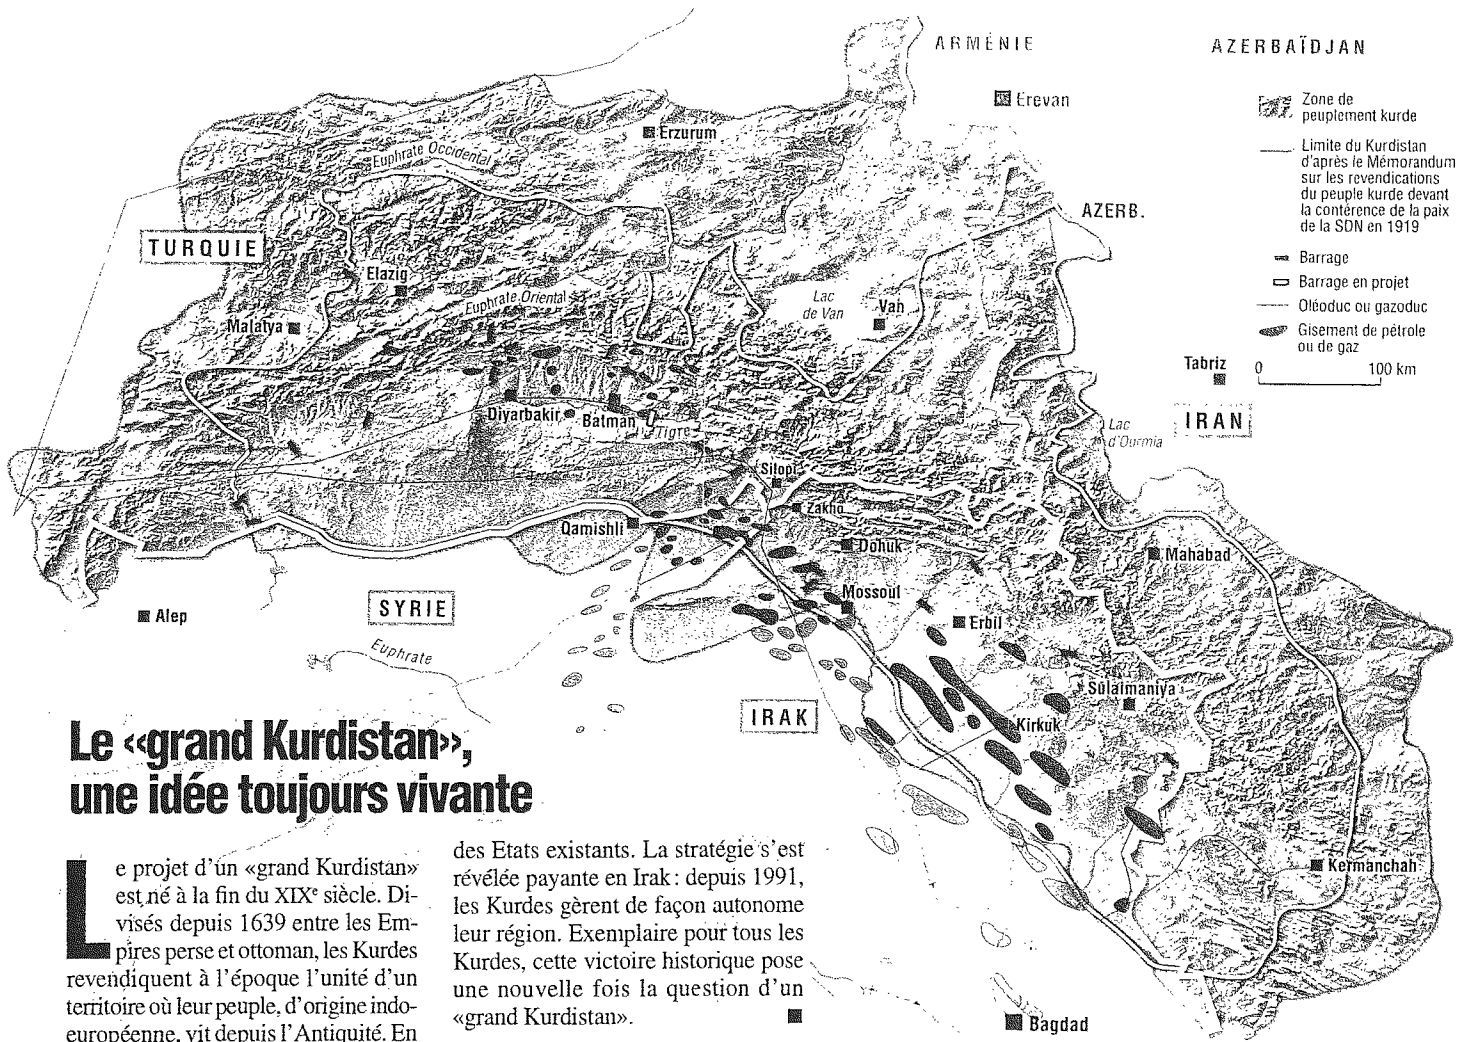 ARMÉNIE
AZERBAÏDJAN
Erevan
Zone de
peuplement kurde
Limite du Kurdistan
d'après le Mémorandum
sur les revendications
du peuple kurde devant
la conférence de la paix
de la SDN en 1919
Barrage
Barrage en projet
Oléoduc ou gazoduc
Gisement de pétrole
ou de gaz
0 100 km
Erzurum
Euphrate Occidental
AZERB.
TURQUIE
Elazig
Euphrate Oriental
Lac
de Van
Van
Malatya
Tabriz
IRAN
Diyarbakir
Batman
Tigre
Lac
d'Ourmia
Silopi
Zakho
Qamishli
Dohuk
Mahabad
Mossoul
SYRIE
Alep
Erbil
Euphrate
Sulaimaniya
IRAK
Kirkuk
Kermanchah
Bagdad
Le «grand Kurdistan»,
une idée toujours vivante
Le projet d'un «grand Kurdistan»
est né à la fin du XIXe siècle. Di-
visés depuis 1639 entre les Em-
pires perse et ottoman, les Kurdes
revendiquent à l'époque l'unité d'un
territoire où leur peuple, d'origine indo-
européenne, vit depuis l'Antiquité. En
des Etats existants. La stratégie s'est
révélée payante en Irak : depuis 1991,
les Kurdes gèrent de façon autonome
leur région. Exemplaire pour tous les
Kurdes, cette victoire historique pose
une nouvelle fois la question d'un
«grand Kurdistan».